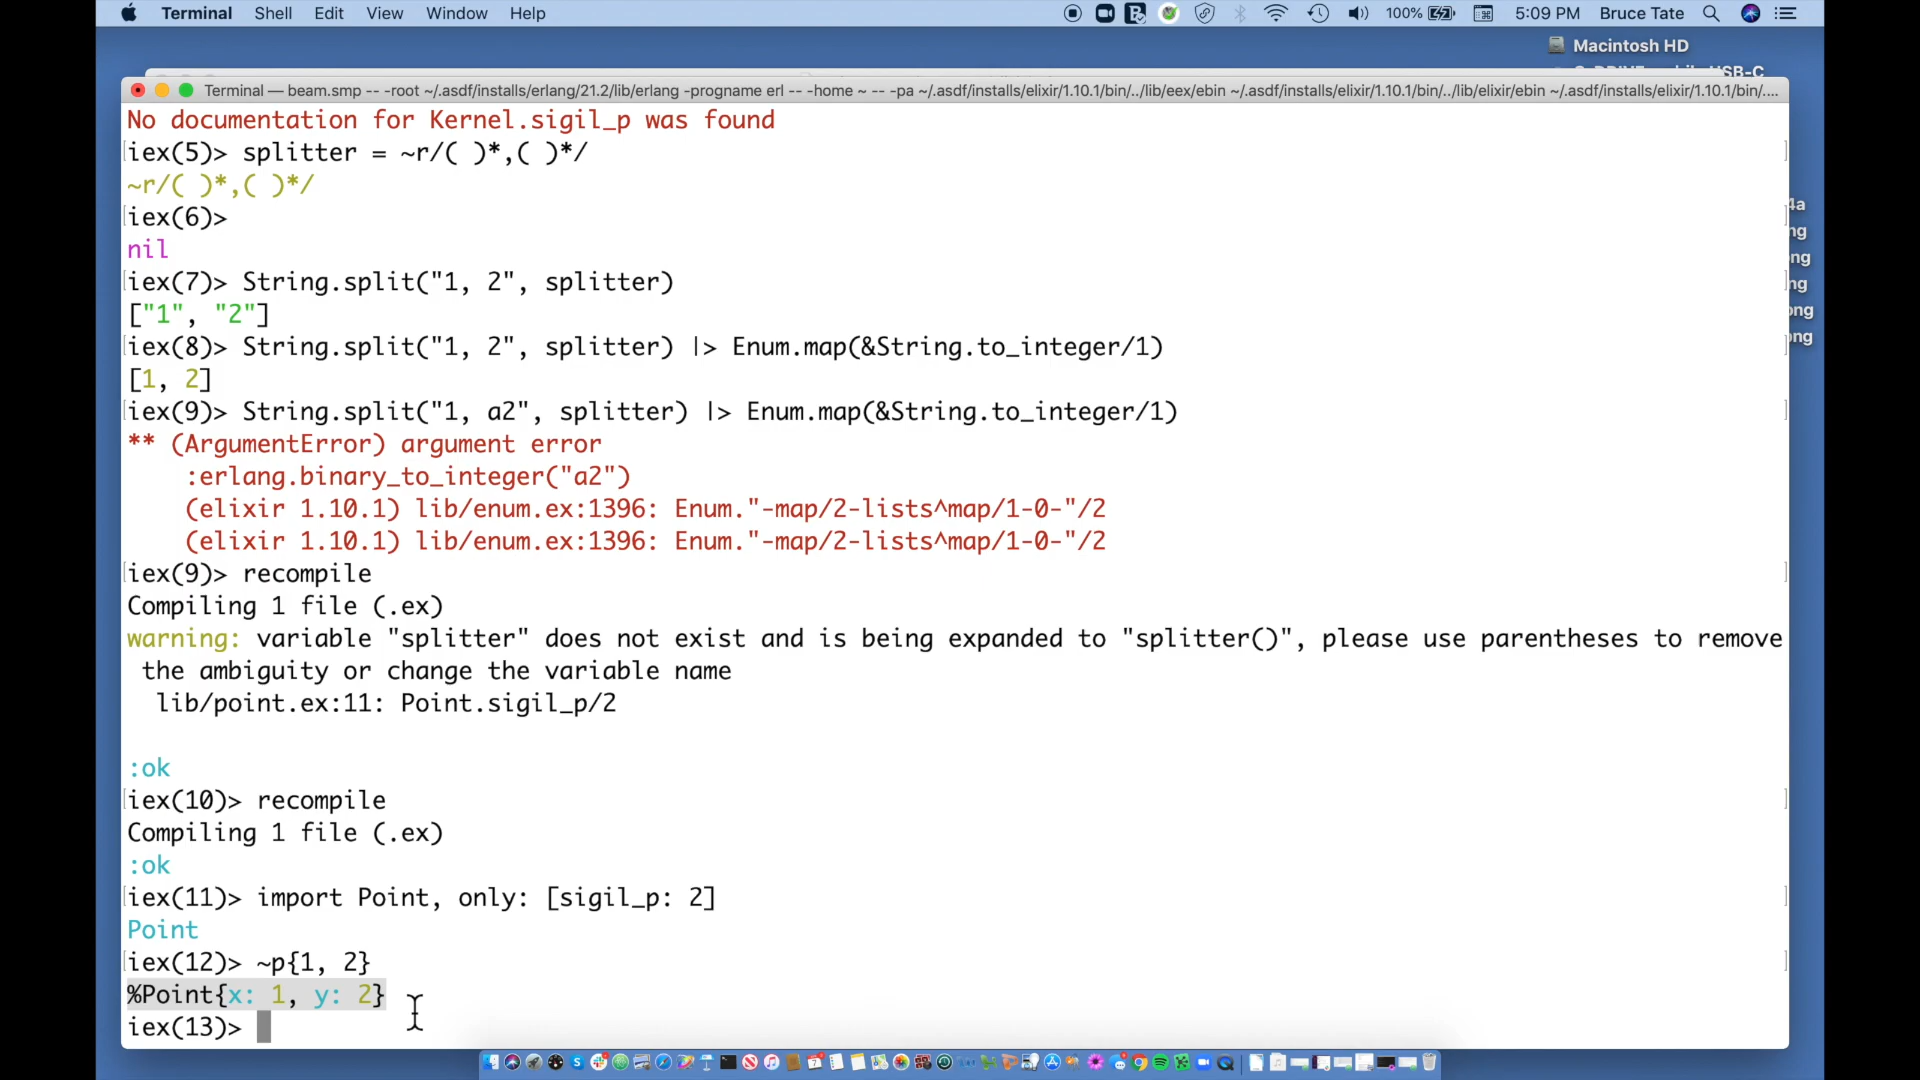 Terminal Shell Edit View Window Help 100% 5:09 PM Bruce Tate
Macintosh HD
USB-C
Terminal — beam.smp -- -root ~/.asdf/installs/erlang/21.2/lib/erlang -progname erl -- -home ~ -- -pa ~/.asdf/installs/elixir/1.10.1/bin/../lib/eex/ebin ~/.asdf/installs/elixir/1.10.1/bin/../lib/elixir/ebin ~/.asdf/installs/elixir/1.10.1/bin/....
No documentation for Kernel.sigil_p was found
iex(5)> splitter = ~r/( )*,( )*/
~r/( )*,( )*/
iex(6)>
nil
iex(7)> String.split("1, 2", splitter)
["1", "2"]
iex(8)> String.split("1, 2", splitter) |> Enum.map(&String.to_integer/1)
[1, 2]
iex(9)> String.split("1, a2", splitter) |> Enum.map(&String.to_integer/1)
** (ArgumentError) argument error
:erlang.binary_to_integer("a2")
(elixir 1.10.1) lib/enum.ex:1396: Enum."-map/2-lists^map/1-0-"/2
(elixir 1.10.1) lib/enum.ex:1396: Enum."-map/2-lists^map/1-0-"/2
iex(9)> recompile
Compiling 1 file (.ex)
warning: variable "splitter" does not exist and is being expanded to "splitter()", please use parentheses to remove
the ambiguity or change the variable name
lib/point.ex:11: Point.sigil_p/2
:ok
iex(10)> recompile
Compiling 1 file (.ex)
:ok
iex(11)> import Point, only: [sigil_p: 2]
Point
iex(12)> ~p{1, 2}
%Point{x: 1, y: 2}
iex(13)>
4a
ng
png
ng
png
png